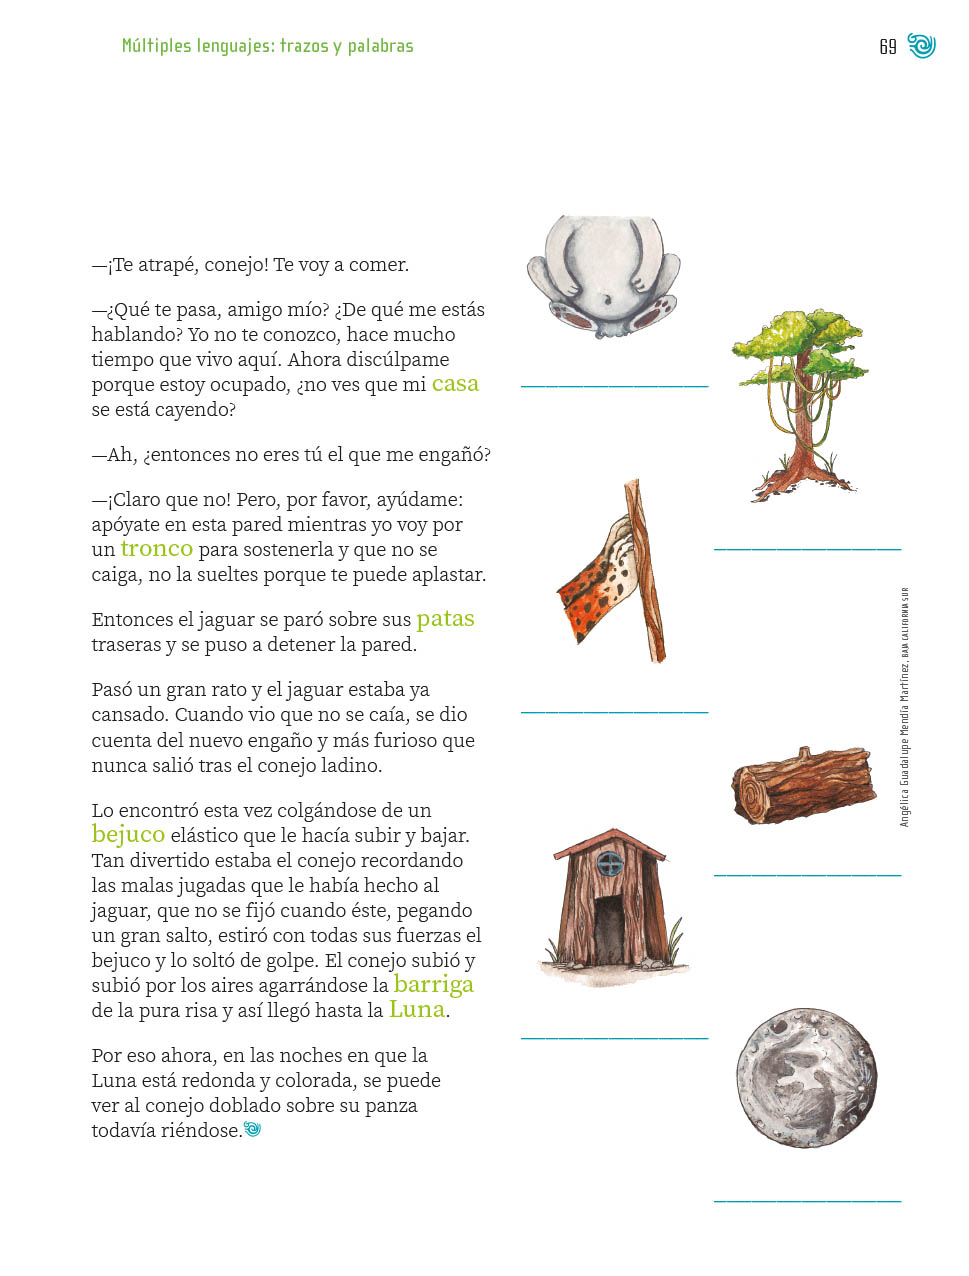 Múltiples lenguajes: trazos y palabras
69
—¡Te atrapé, conejo! Te voy a comer.
—¿Qué te pasa, amigo mío? ¿De qué me estás
hablando? Yo no te conozco, hace mucho
tiempo que vivo aquí. Ahora discúlpame
porque estoy ocupado, ¿no ves que mi casa
se está cayendo?
—Ah, ¿entonces no eres tú el que me engañó?
—¡Claro que no! Pero, por favor, ayúdame:
apóyate en esta pared mientras yo voy por
un tronco para sostenerla y que no se
caiga, no la sueltes porque te puede aplastar.
Entonces el jaguar se paró sobre sus patas
traseras y se puso a detener la pared.
Pasó un gran rato y el jaguar estaba ya
cansado. Cuando vio que no se caía, se dio
cuenta del nuevo engaño y más furioso que
nunca salió tras el conejo ladino.
Lo encontró esta vez colgándose de un
bejuco elástico que le hacía subir y bajar.
Tan divertido estaba el conejo recordando
las malas jugadas que le había hecho al
jaguar, que no se fijó cuando éste, pegando
un gran salto, estiró con todas sus fuerzas el
bejuco y lo soltó de golpe. El conejo subió y
subió por los aires agarrándose la barriga
de la pura risa y así llegó hasta la Luna.
Por eso ahora, en las noches en que la
Luna está redonda y colorada, se puede
ver al conejo doblado sobre su panza
todavía riéndose.
Angélica Guadalupe Mendía Martínez, BAJA CALIFORNIA SUR